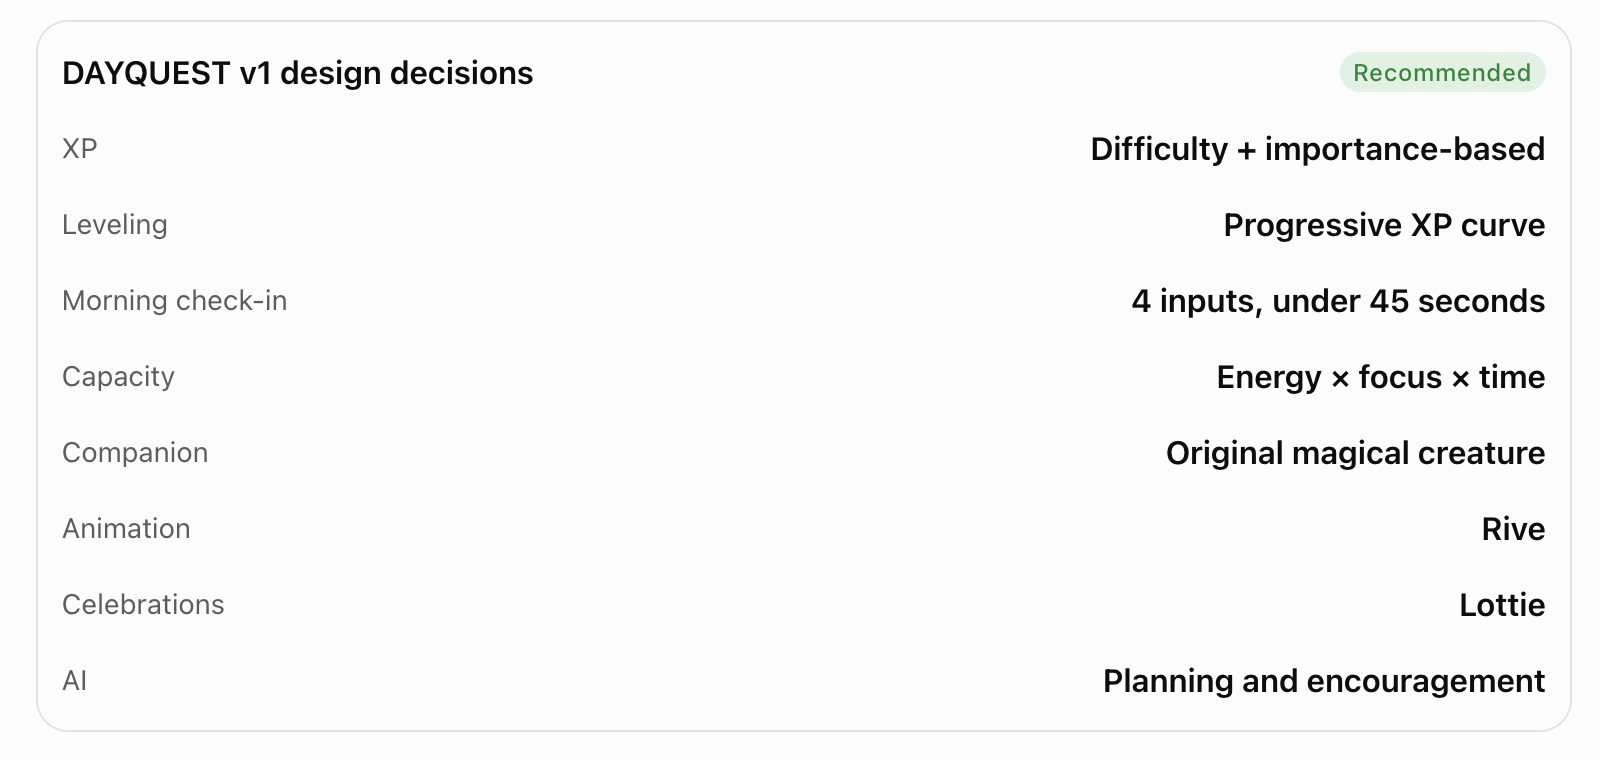 DAYQUEST v1 design decisions
Recommended
XP
Difficulty + importance-based
Leveling
Progressive XP curve
Morning check-in
4 inputs, under 45 seconds
Capacity
Energy × focus × time
Companion
Original magical creature
Animation
Rive
Celebrations
Lottie
AI
Planning and encouragement